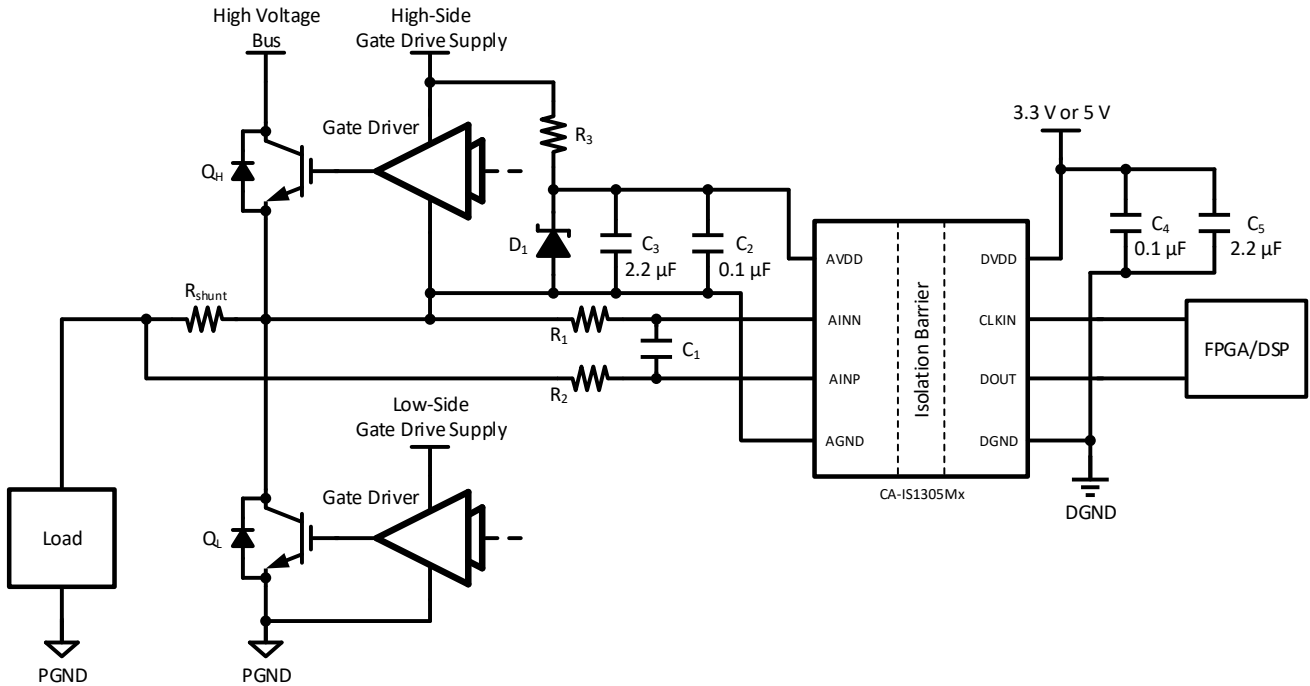 High Voltage
Bus
High-Side
Gate Drive Supply
Gate Driver
QH
R3
3.3 V or 5 V
D1
C3
2.2 µF
C2
0.1 µF
C4
0.1 µF
C5
2.2 µF
Rshunt
R1
C1
R2
AVDD
AINN
AINP
AGND
Isolation Barrier
DVDD
CLKIN
DOUT
DGND
CA-IS1305Mx
FPGA/DSP
DGND
Low-Side
Gate Drive Supply
Gate Driver
QL
Load
PGND
PGND